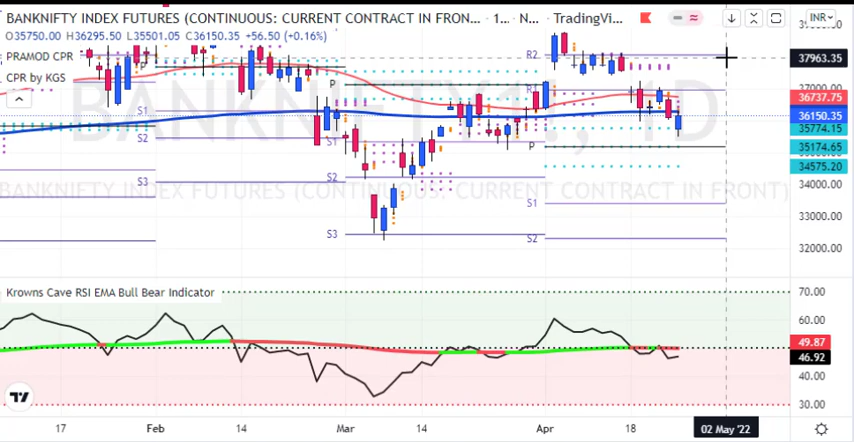 BANKNIFTY INDEX FUTURES (CONTINUOUS: CURRENT CONTRACT IN FRON... · 1... · N... · TradingVi...
INR
O35750.00 H36295.50 L35501.05 C36150.35 +56.50 (+0.16%)
PRAMOD CPR
CPR by KGS
BANKNIFTY1!, 1D
BANKNIFTY INDEX FUTURES (CONTINUOUS: CURRENT CONTRACT IN FRONT)
P
P
S1
S2
S3
S1
S2
S3
R2
R1
P
S1
S2
37963.35
37000.00
36737.75
36150.35
35774.15
35174.65
34575.20
34000.00
33000.00
32000.00
Krowns Cave RSI EMA Bull Bear Indicator
70.00
60.00
49.87
46.92
40.00
30.00
17 Feb 14 Mar 14 Apr 18 02 May '22